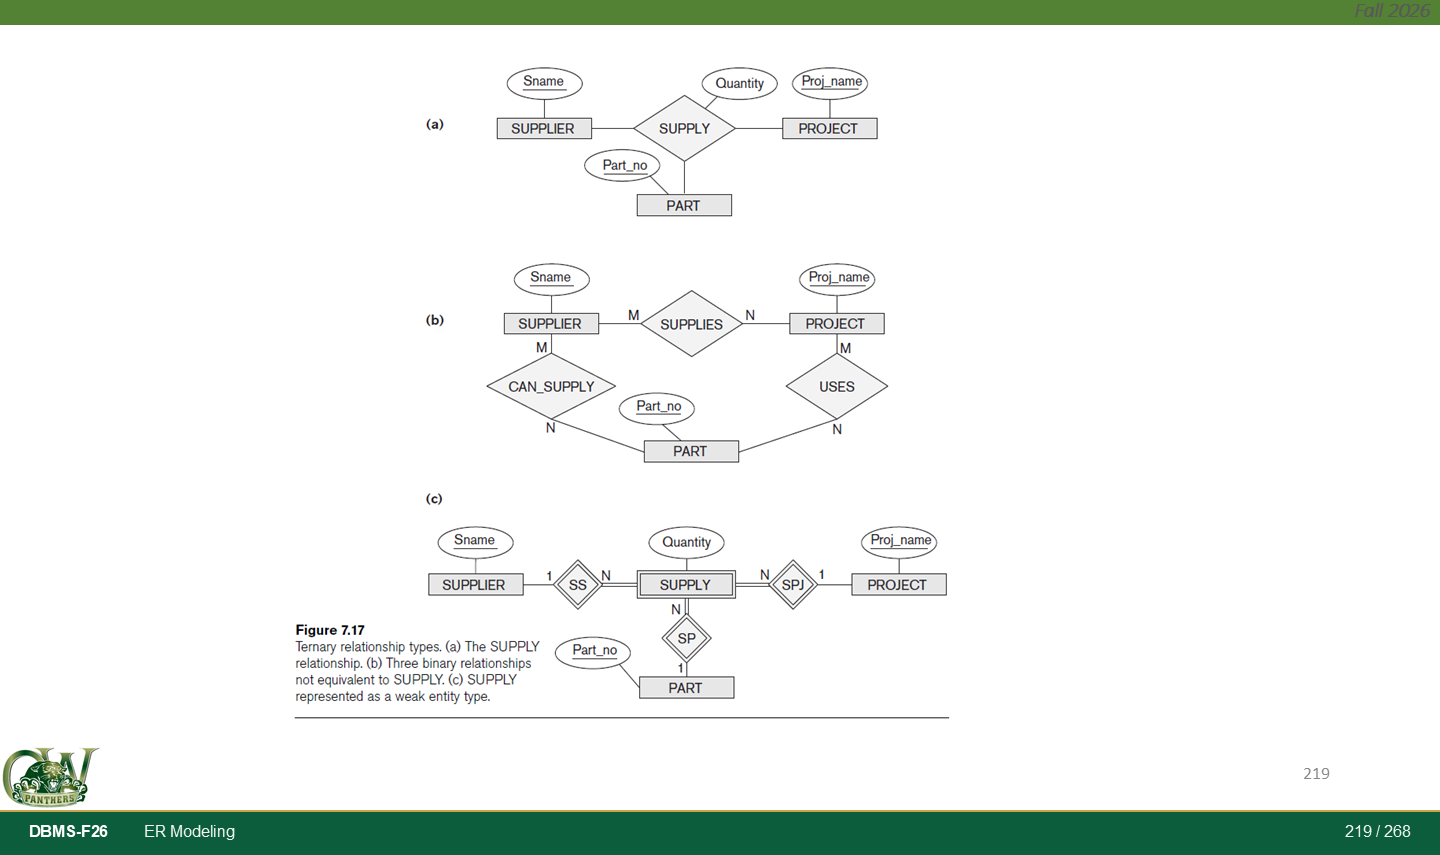 Fall 2026
Sname
Quantity
Proj_name
(a)
SUPPLIER
SUPPLY
PROJECT
Part_no
PART
Sname
Proj_name
(b)
SUPPLIER
M
SUPPLIES
N
PROJECT
M
M
CAN_SUPPLY
USES
Part_no
N
N
PART
(c)
Sname
Quantity
Proj_name
SUPPLIER
1
SS
N
SUPPLY
N
SPJ
1
PROJECT
N
SP
1
Part_no
PART
Figure 7.17
Ternary relationship types. (a) The SUPPLY
relationship. (b) Three binary relationships
not equivalent to SUPPLY. (c) SUPPLY
represented as a weak entity type.
OW
PANTHERS
219
DBMS-F26
ER Modeling
219 / 268